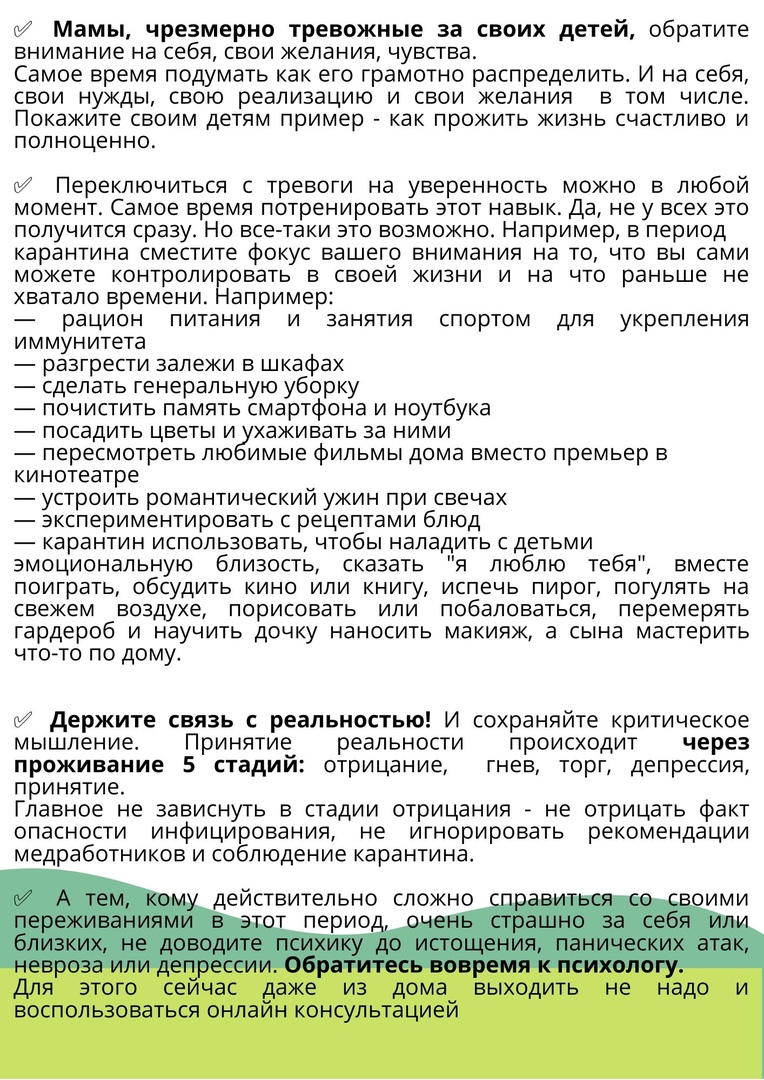 ✅ Мамы, чрезмерно тревожные за своих детей, обратите
внимание на себя, свои желания, чувства.
Самое время подумать как его грамотно распределить. И на себя,
свои нужды, свою реализацию и свои желания в том числе.
Покажите своим детям пример - как прожить жизнь счастливо и
полноценно.
✅ Переключиться с тревоги на уверенность можно в любой
момент. Самое время потренировать этот навык. Да, не у всех это
получится сразу. Но все-таки это возможно. Например, в период
карантина сместите фокус вашего внимания на то, что вы сами
можете контролировать в своей жизни и на что раньше не
хватало времени. Например:
— рацион питания и занятия спортом для укрепления
иммунитета
— разгрести залежи в шкафах
— сделать генеральную уборку
— почистить память смартфона и ноутбука
— посадить цветы и ухаживать за ними
— пересмотреть любимые фильмы дома вместо премьер в
кинотеатре
— устроить романтический ужин при свечах
— экспериментировать с рецептами блюд
— карантин использовать, чтобы наладить с детьми
эмоциональную близость, сказать "я люблю тебя", вместе
поиграть, обсудить кино или книгу, испечь пирог, погулять на
свежем воздухе, порисовать или побаловаться, перемерять
гардероб и научить дочку наносить макияж, а сына мастерить
что-то по дому.
✅ Держите связь с реальностью! И сохраняйте критическое
мышление. Принятие реальности происходит через
проживание 5 стадий: отрицание, гнев, торг, депрессия,
принятие.
Главное не зависнуть в стадии отрицания - не отрицать факт
опасности инфицирования, не игнорировать рекомендации
медработников и соблюдение карантина.
✅ А тем, кому действительно сложно справиться со своими
переживаниями в этот период, очень страшно за себя или
близких, не доводите психику до истощения, панических атак,
невроза или депрессии. Обратитесь вовремя к психологу.
Для этого сейчас даже из дома выходить не надо и
воспользоваться онлайн консультацией